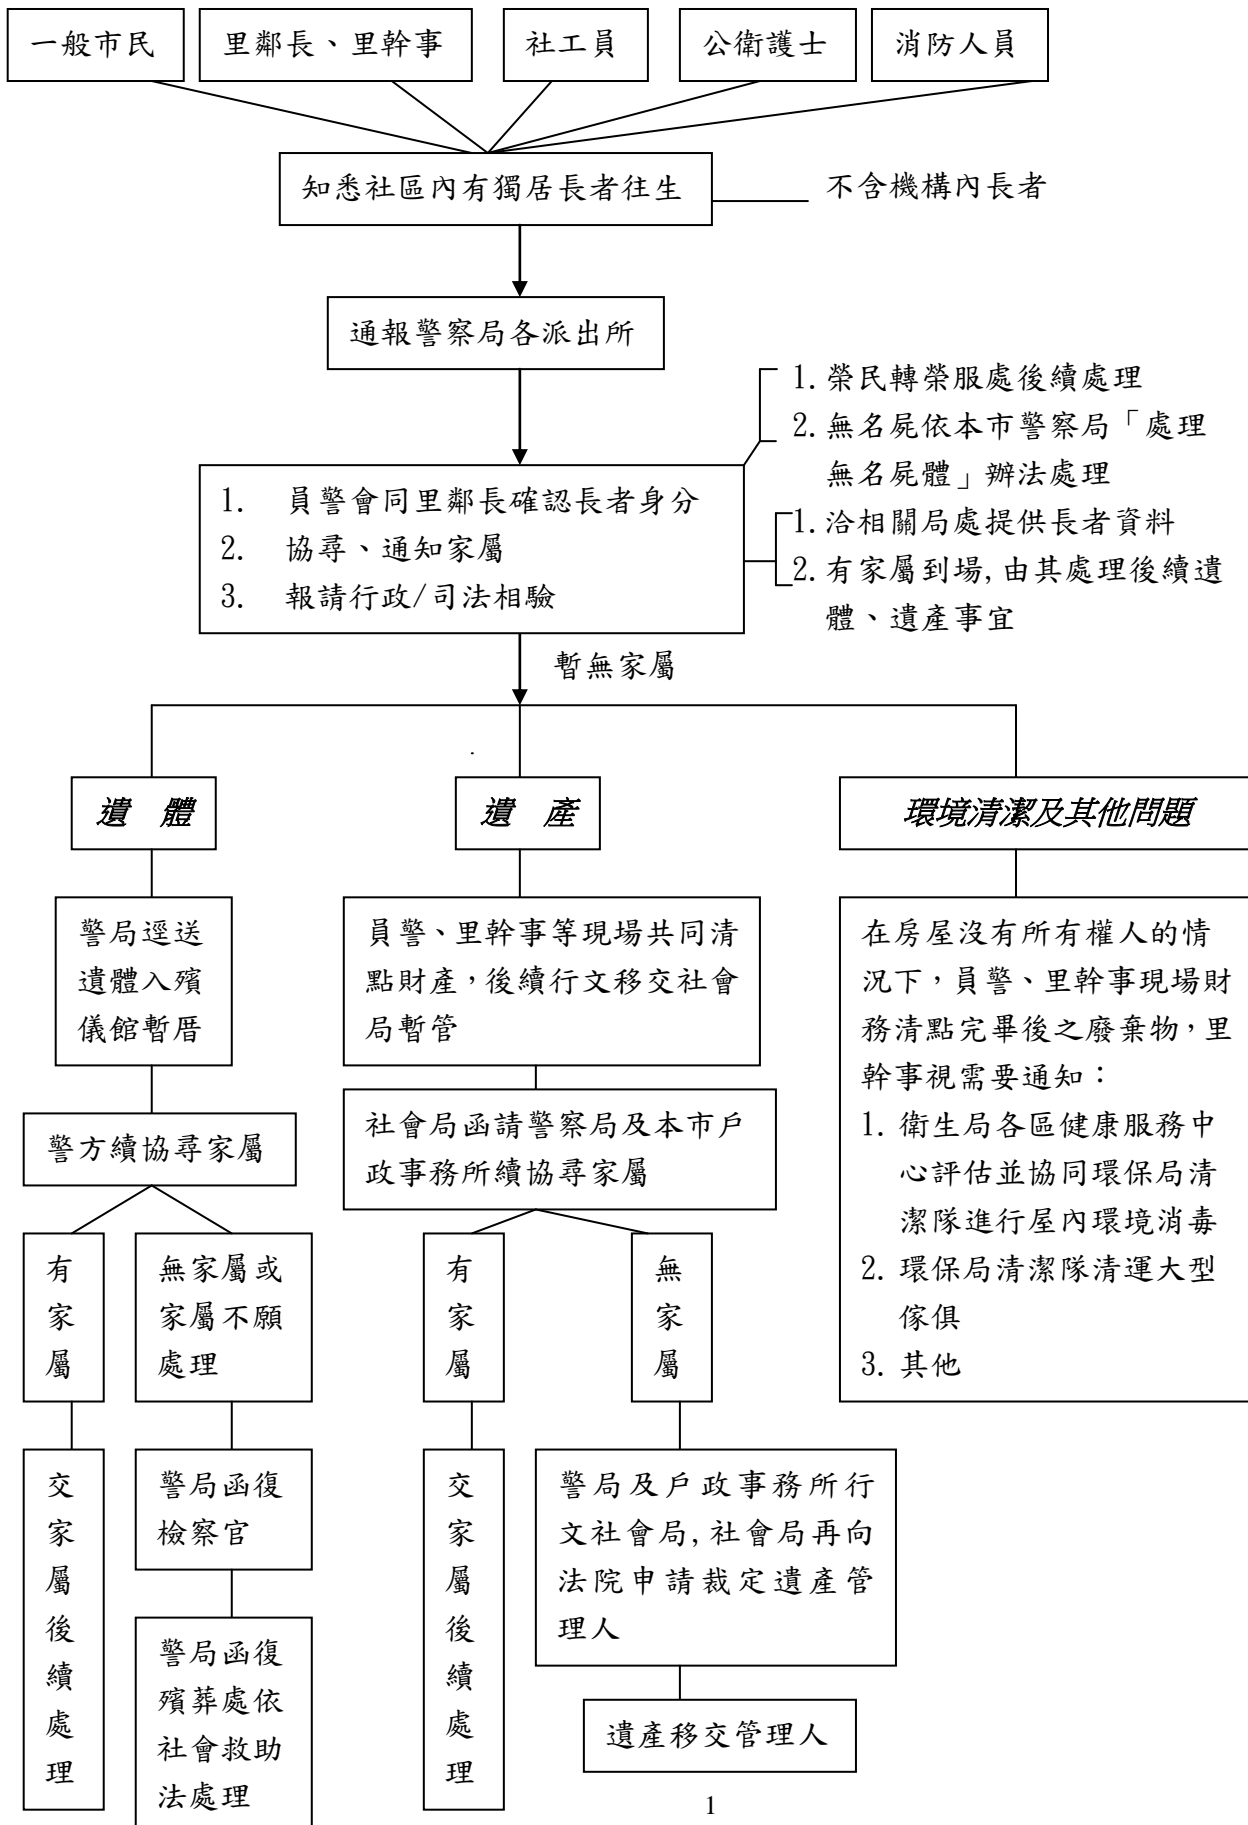 一般市民
里鄰長、里幹事
社工員
公衛護士
消防人員
知悉社區內有獨居長者往生
不含機構內長者
通報警察局各派出所
1. 榮民轉榮服處後續處理
2. 無名屍依本市警察局「處理
無名屍體」辦法處理
1. 員警會同里鄰長確認長者身分
2. 協尋、通知家屬
3. 報請行政/司法相驗
1. 洽相關局處提供長者資料
2. 有家屬到場,由其處理後續遺
體、遺產事宜
暫無家屬
遺 體
遺 產
環境清潔及其他問題
警局逕送
遺體入殯
儀館暫厝
警方續協尋家屬
有
家
屬
交
家
屬
後
續
處
理
無家屬或
家屬不願
處理
警局函復
檢察官
警局函復
殯葬處依
社會救助
法處理
員警、里幹事等現場共同清
點財產，後續行文移交社會
局暫管
社會局函請警察局及本市戶
政事務所續協尋家屬
有
家
屬
交
家
屬
後
續
處
理
無
家
屬
警局及戶政事務所行
文社會局,社會局再向
法院申請裁定遺產管
理人
遺產移交管理人
在房屋沒有所有權人的情
況下，員警、里幹事現場財
務清點完畢後之廢棄物，里
幹事視需要通知：
1. 衛生局各區健康服務中
心評估並協同環保局清
潔隊進行屋內環境消毒
2. 環保局清潔隊清運大型
傢俱
3. 其他
1